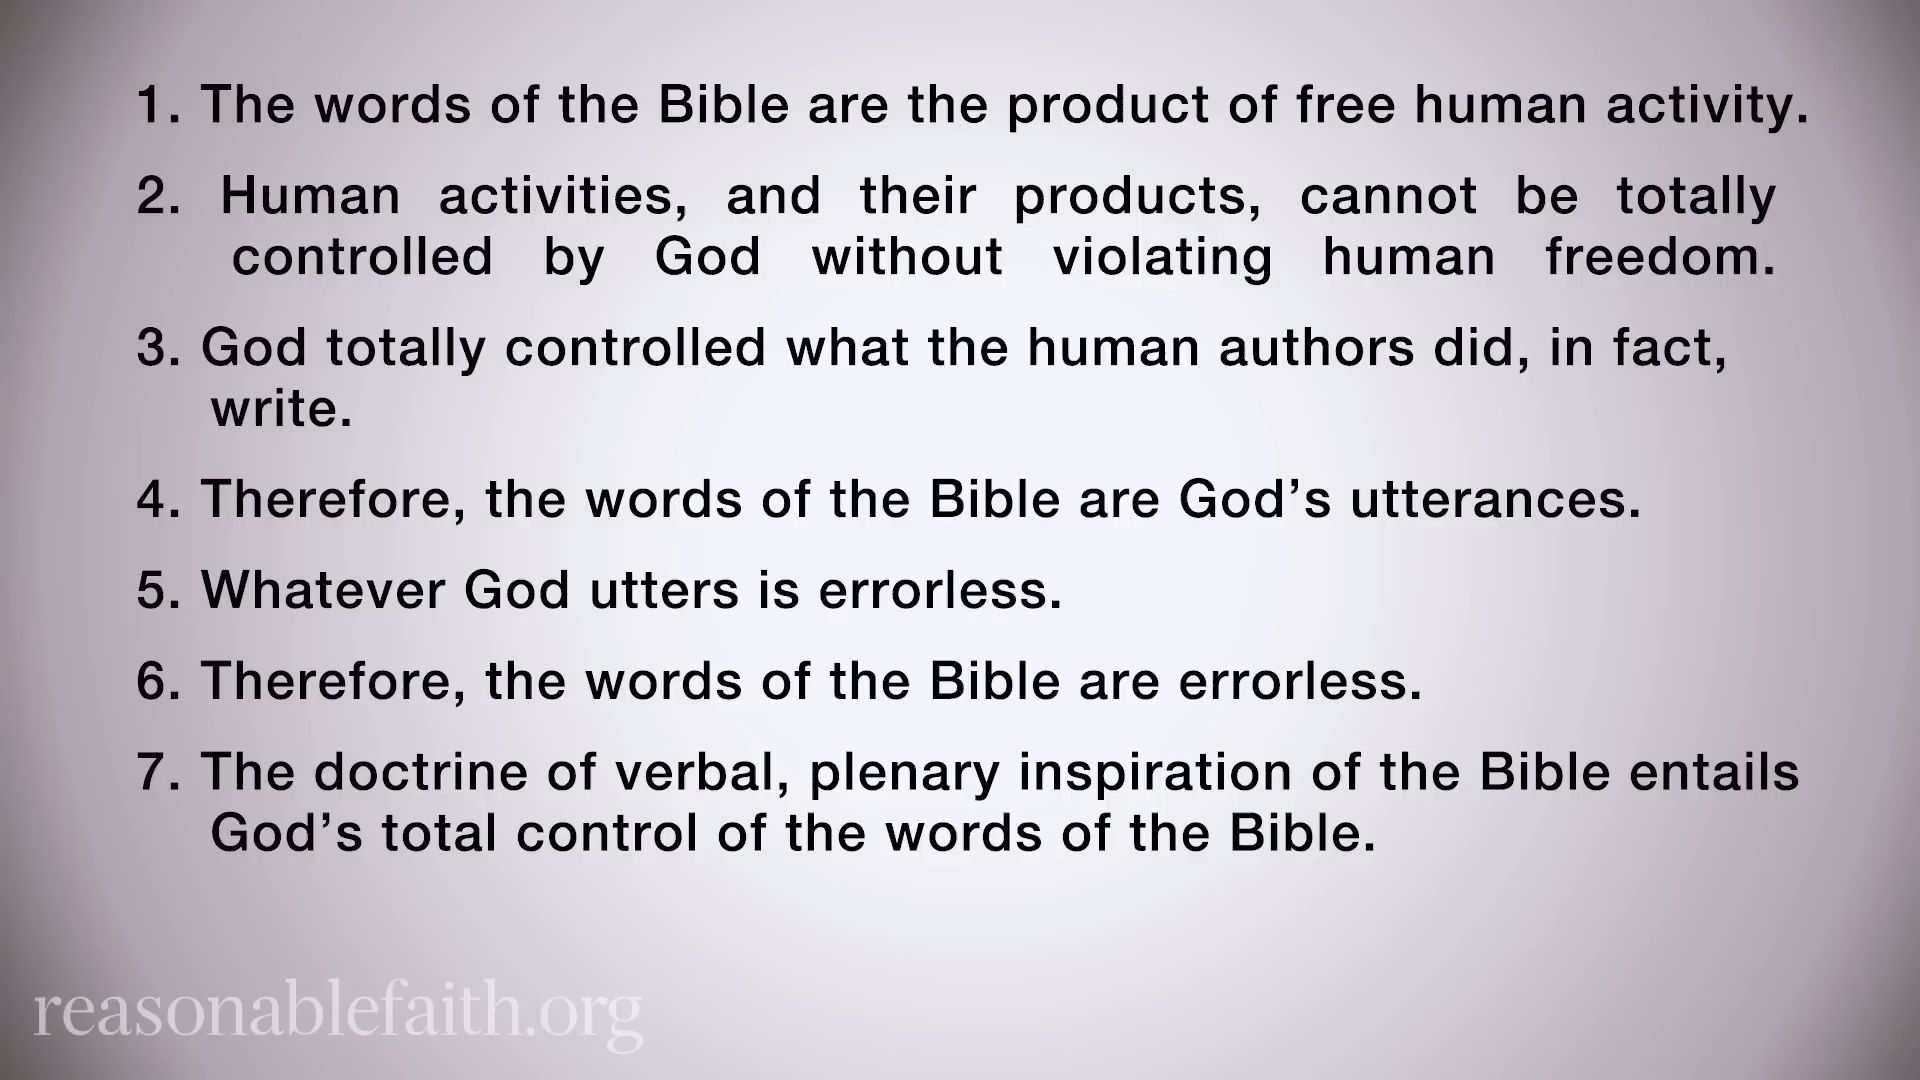 1. The words of the Bible are the product of free human activity.
2. Human activities, and their products, cannot be totally
controlled by God without violating human freedom.
3. God totally controlled what the human authors did, in fact,
write.
4. Therefore, the words of the Bible are God’s utterances.
5. Whatever God utters is errorless.
6. Therefore, the words of the Bible are errorless.
7. The doctrine of verbal, plenary inspiration of the Bible entails
God’s total control of the words of the Bible.
reasonablefaith.org